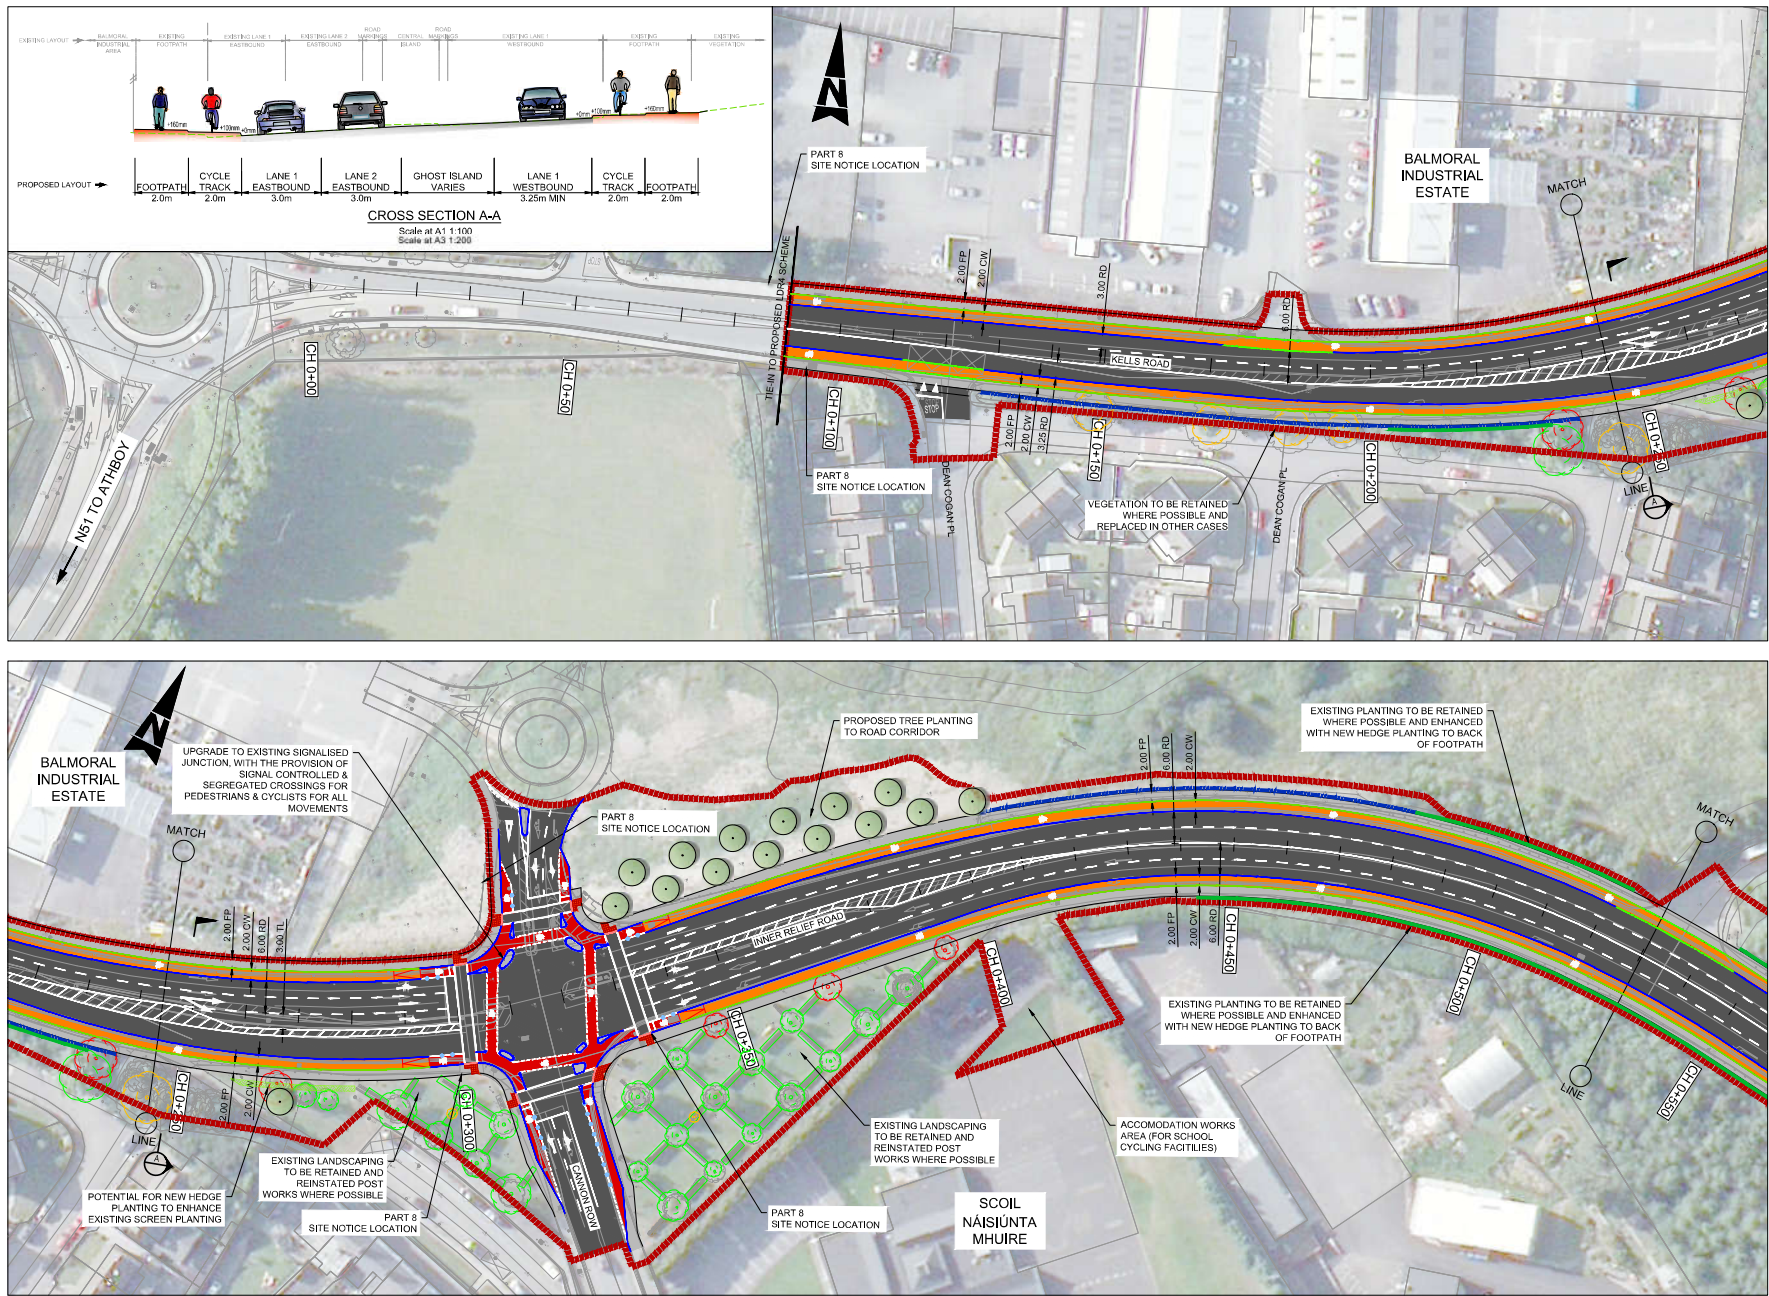 EXISTING LAYOUT
BALMORAL
INDUSTRIAL
AREA
EXISTING
FOOTPATH
EXISTING LANE 1
EASTBOUND
EXISTING LANE 2
EASTBOUND
ROAD
MARKINGS
CENTRAL
ISLAND
ROAD
MARKINGS
EXISTING LANE 1
WESTBOUND
EXISTING
FOOTPATH
EXISTING
VEGETATION
+160mm
+100mm
+0mm
+0mm
+100mm
+160mm
PROPOSED LAYOUT
FOOTPATH
2.0m
CYCLE
TRACK
2.0m
LANE 1
EASTBOUND
3.0m
LANE 2
EASTBOUND
3.0m
GHOST ISLAND
VARIES
LANE 1
WESTBOUND
3.25m MIN
CYCLE
TRACK
2.0m
FOOTPATH
2.0m
CROSS SECTION A-A
Scale at A1 1:100
Scale at A3 1:200
N
PART 8
SITE NOTICE LOCATION
BALMORAL
INDUSTRIAL
ESTATE
MATCH
TIE-IN TO PROPOSED LDR4 SCHEME
2.00 FP
2.00 CW
3.00 RD
6.00 RD
KELLS ROAD
STOP
CH 0+00
CH 0+50
CH 0+100
CH 0+150
CH 0+200
CH 0+250
2.00 FP
2.00 CW
3.25 RD
PART 8
SITE NOTICE LOCATION
DEAN COGAN PL
DEAN COGAN PL
VEGETATION TO BE RETAINED
WHERE POSSIBLE AND
REPLACED IN OTHER CASES
LINE
A
N51 TO ATHBOY
N
BALMORAL
INDUSTRIAL
ESTATE
MATCH
UPGRADE TO EXISTING SIGNALISED
JUNCTION, WITH THE PROVISION OF
SIGNAL CONTROLLED &
SEGREGATED CROSSINGS FOR
PEDESTRIANS & CYCLISTS FOR ALL
MOVEMENTS
PART 8
SITE NOTICE LOCATION
PROPOSED TREE PLANTING
TO ROAD CORRIDOR
EXISTING PLANTING TO BE RETAINED
WHERE POSSIBLE AND ENHANCED
WITH NEW HEDGE PLANTING TO BACK
OF FOOTPATH
MATCH
2.00 FP
6.00 RD
2.00 CW
2.00 FP
2.00 CW
6.00 RD
3.00 TL
INNER RELIEF ROAD
2.00 FP
2.00 CW
6.00 RD
CH 0+250
CH 0+300
CH 0+350
CH 0+400
CH 0+450
CH 0+500
CH 0+550
2.00 FP
2.00 CW
LINE
A
EXISTING PLANTING TO BE RETAINED
WHERE POSSIBLE AND ENHANCED
WITH NEW HEDGE PLANTING TO BACK
OF FOOTPATH
LINE
POTENTIAL FOR NEW HEDGE
PLANTING TO ENHANCE
EXISTING SCREEN PLANTING
EXISTING LANDSCAPING
TO BE RETAINED AND
REINSTATED POST
WORKS WHERE POSSIBLE
PART 8
SITE NOTICE LOCATION
CANNON ROW
PART 8
SITE NOTICE LOCATION
EXISTING LANDSCAPING
TO BE RETAINED AND
REINSTATED POST
WORKS WHERE POSSIBLE
ACCOMODATION WORKS
AREA (FOR SCHOOL
CYCLING FACITILIES)
SCOIL
NÁISIÚNTA
MHUIRE